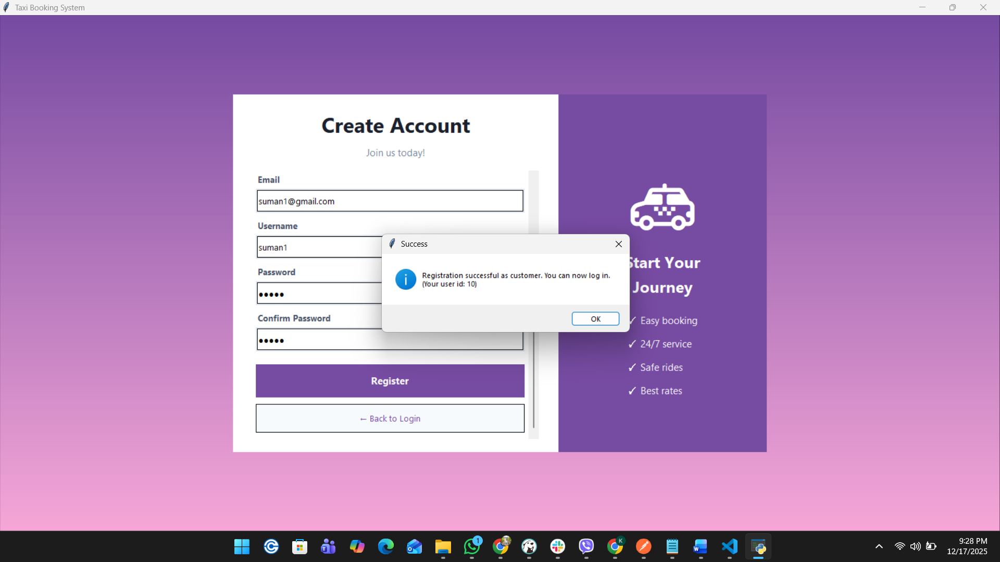 Taxi Booking System
Create Account
Join us today!
Email
suman1@gmail.com
Username
suman1
Password
●●●●●
Confirm Password
●●●●●
Register
← Back to Login
Success
Registration successful as customer. You can now log in.
(Your user id: 10)
OK
Start Your
Journey
✓ Easy booking
✓ 24/7 service
✓ Safe rides
✓ Best rates
1
K
9:28 PM
12/17/2025